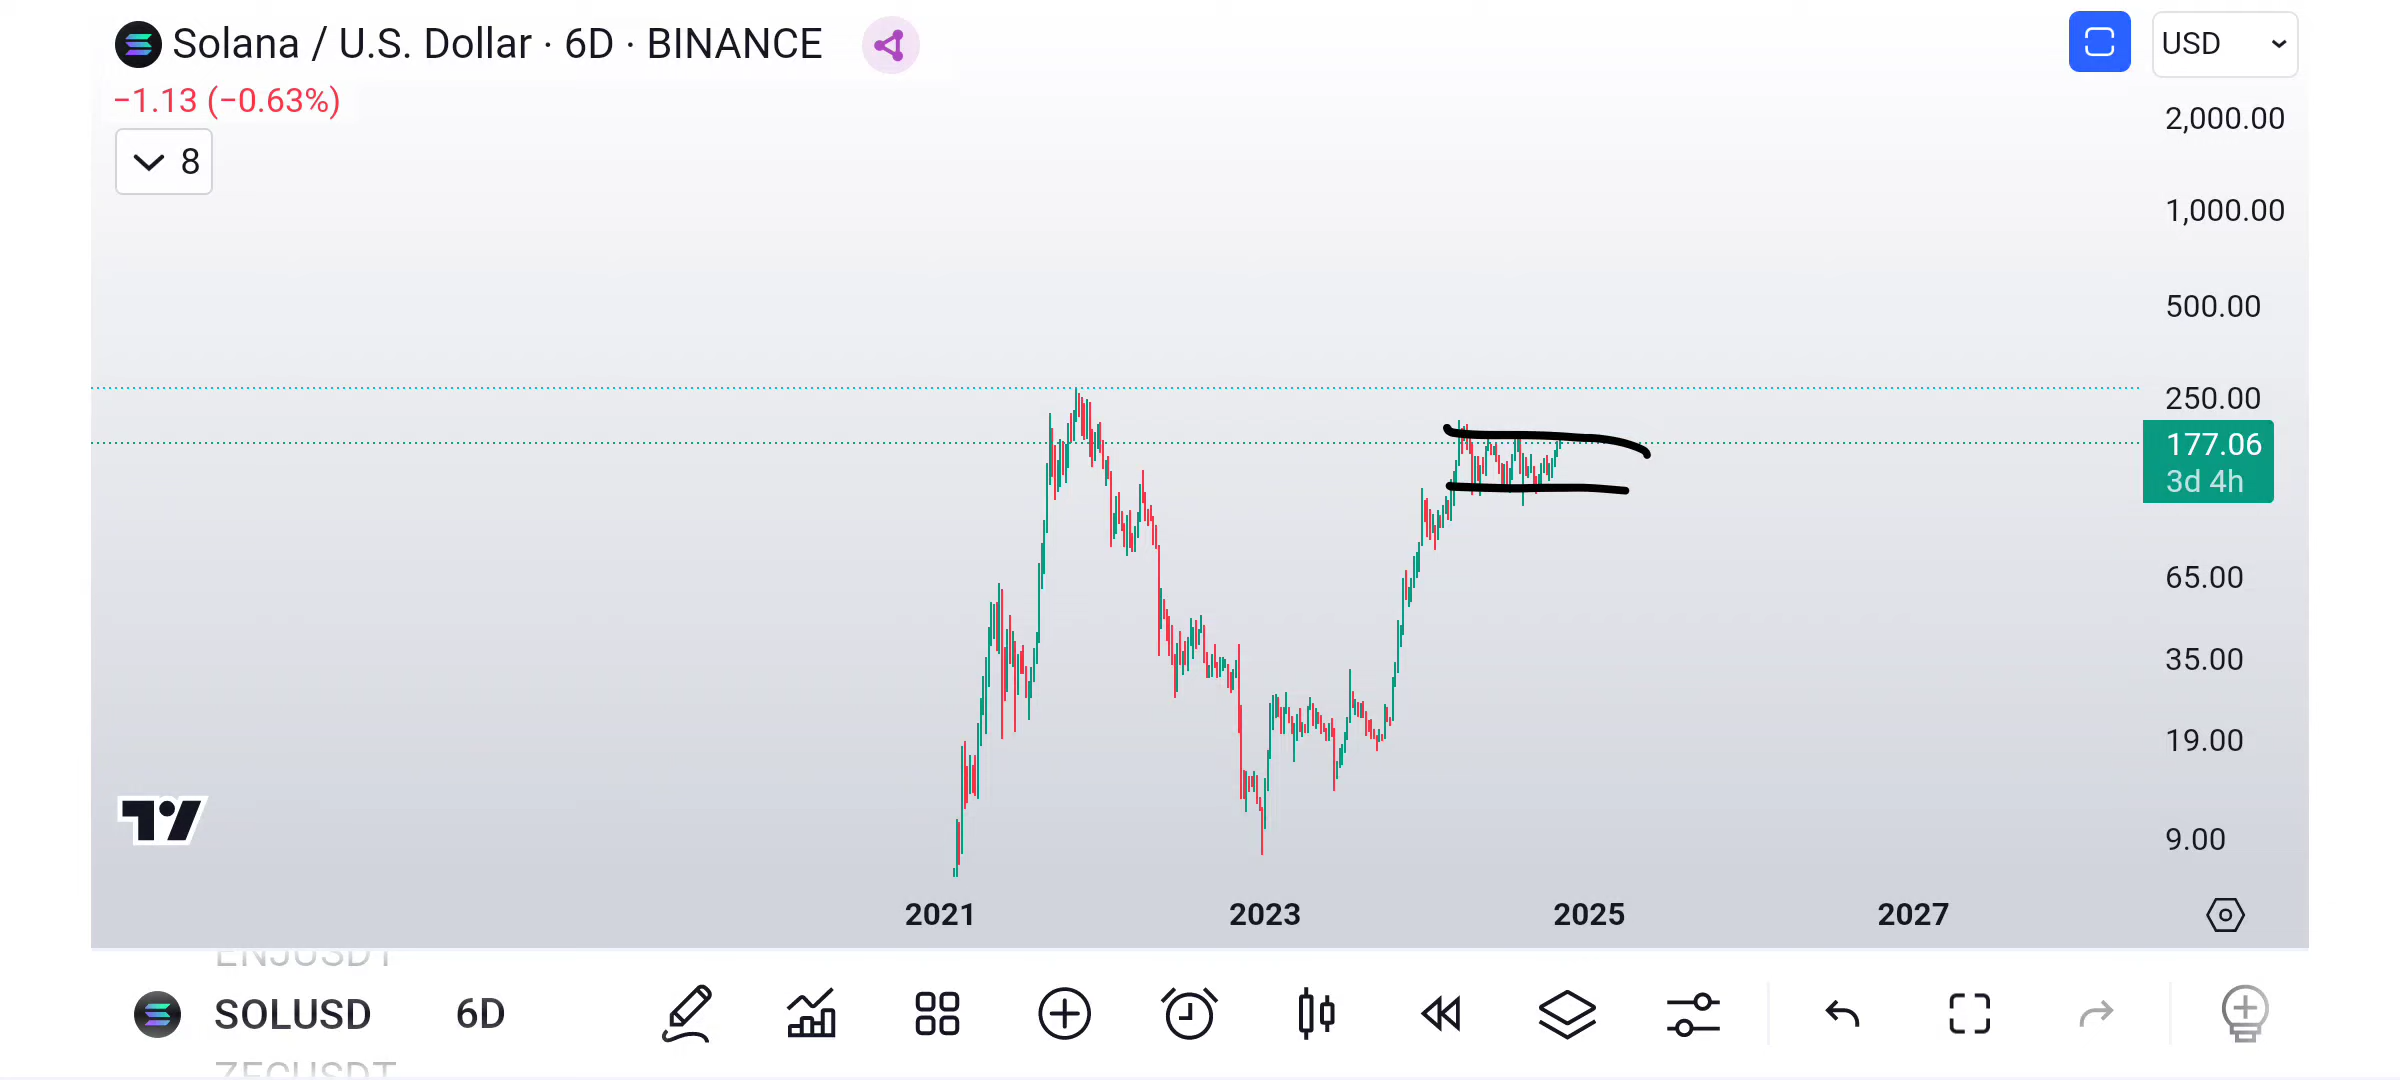 Solana / U.S. Dollar · 6D · BINANCE
USD
−1.13 (−0.63%)
8
2,000.00
1,000.00
500.00
250.00
177.06
3d 4h
65.00
35.00
19.00
9.00
2021 2023 2025 2027
ENJUSDT
SOLUSD 6D
ZECUSDT